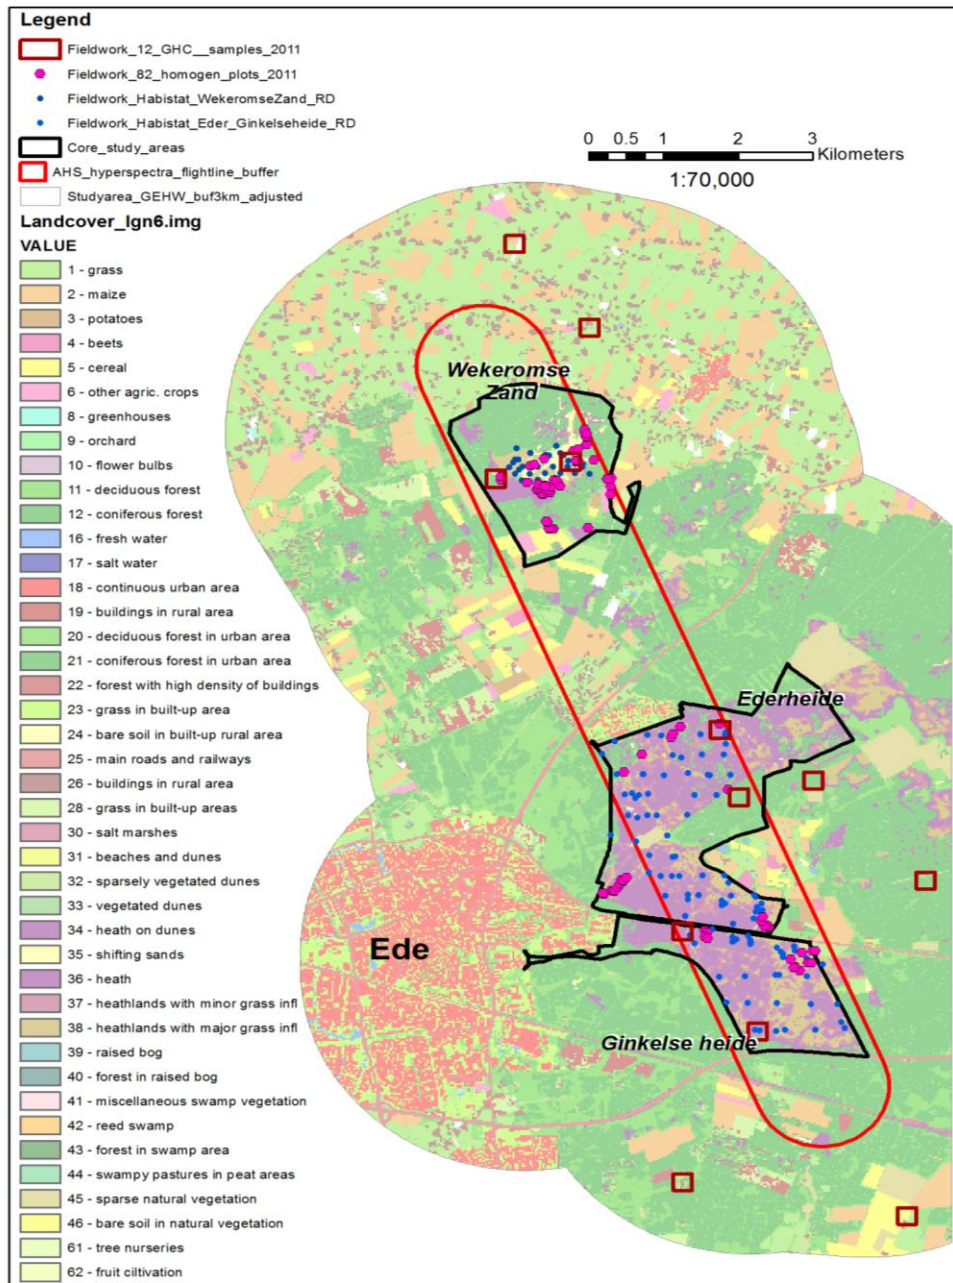 Legend
Fieldwork_12_GHC__samples_2011
Fieldwork_82_homogen_plots_2011
Fieldwork_Habistat_WekeromseZand_RD
Fieldwork_Habistat_Eder_Ginkelseheide_RD
Core_study_areas
AHS_hyperspectra_flightline_buffer
Studyarea_GEHW_buf3km_adjusted
Landcover_lgn6.img
VALUE
1 - grass
2 - maize
3 - potatoes
4 - beets
5 - cereal
6 - other agric. crops
8 - greenhouses
9 - orchard
10 - flower bulbs
11 - deciduous forest
12 - coniferous forest
16 - fresh water
17 - salt water
18 - continuous urban area
19 - buildings in rural area
20 - deciduous forest in urban area
21 - coniferous forest in urban area
22 - forest with high density of buildings
23 - grass in built-up area
24 - bare soil in built-up rural area
25 - main roads and railways
26 - buildings in rural area
28 - grass in built-up areas
30 - salt marshes
31 - beaches and dunes
32 - sparsely vegetated dunes
33 - vegetated dunes
34 - heath on dunes
35 - shifting sands
36 - heath
37 - heathlands with minor grass infl
38 - heathlands with major grass infl
39 - raised bog
40 - forest in raised bog
41 - miscellaneous swamp vegetation
42 - reed swamp
43 - forest in swamp area
44 - swampy pastures in peat areas
45 - sparse natural vegetation
46 - bare soil in natural vegetation
61 - tree nurseries
62 - fruit ciltivation
0 0.5 1 2 3
Kilometers
1:70,000
Wekeromse
Zand
Ederheide
Ede
Ginkelse heide